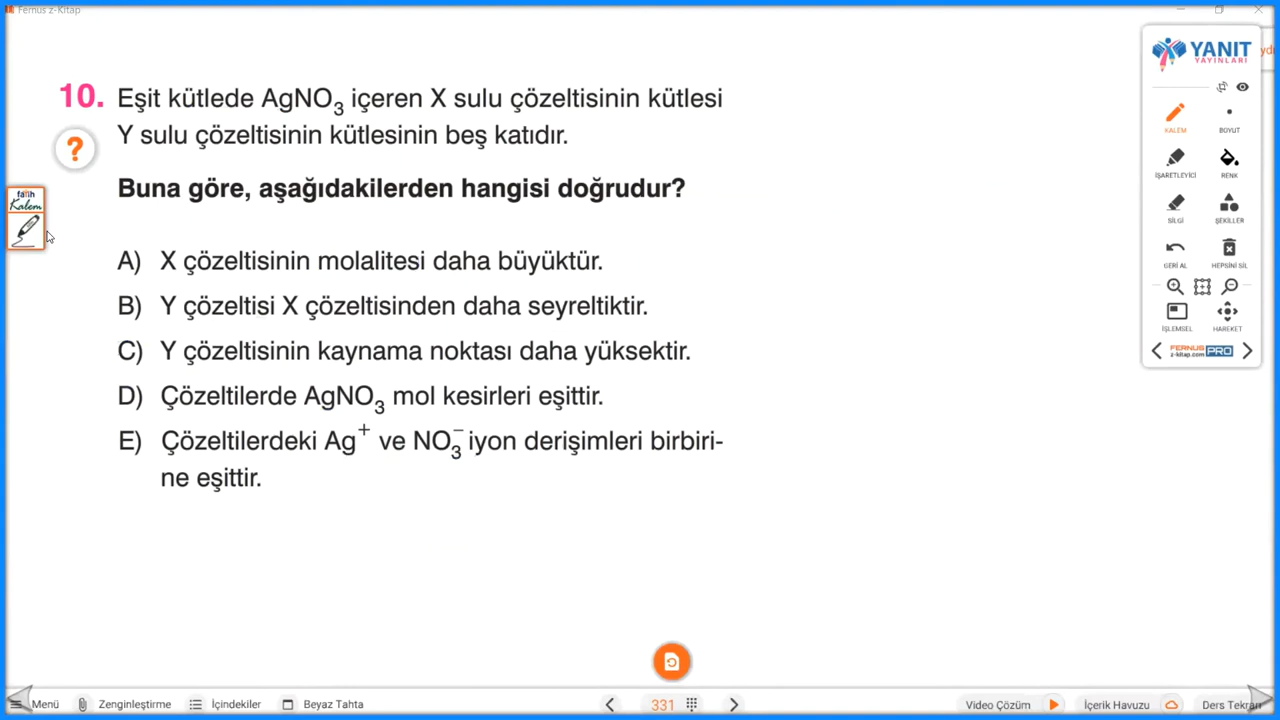 Fernus z-Kitap
10. Eşit kütlede AgNO₃ içeren X sulu çözeltisinin kütlesi
Y sulu çözeltisinin kütlesinin beş katıdır.
?
Buna göre, aşağıdakilerden hangisi doğrudur?
fatih
Kalem
A) X çözeltisinin molalitesi daha büyüktür.
B) Y çözeltisi X çözeltisinden daha seyreltiktir.
C) Y çözeltisinin kaynama noktası daha yüksektir.
D) Çözeltilerde AgNO₃ mol kesirleri eşittir.
E) Çözeltilerdeki Ag⁺ ve NO₃⁻ iyon derişimleri birbiri-
ne eşittir.
YANIT
YAYINLARI
KALEM BOYUT
İŞARETLEYİCİ RENK
SİLGİ ŞEKİLLER
GERİ AL HEPSİNİ SİL
İŞLEMSEL HAREKET
FERNUS
z-kitap.com PRO
yd
Menü Zenginleştirme İçindekiler Beyaz Tahta 331 Video Çözüm İçerik Havuzu Ders Tekrarı